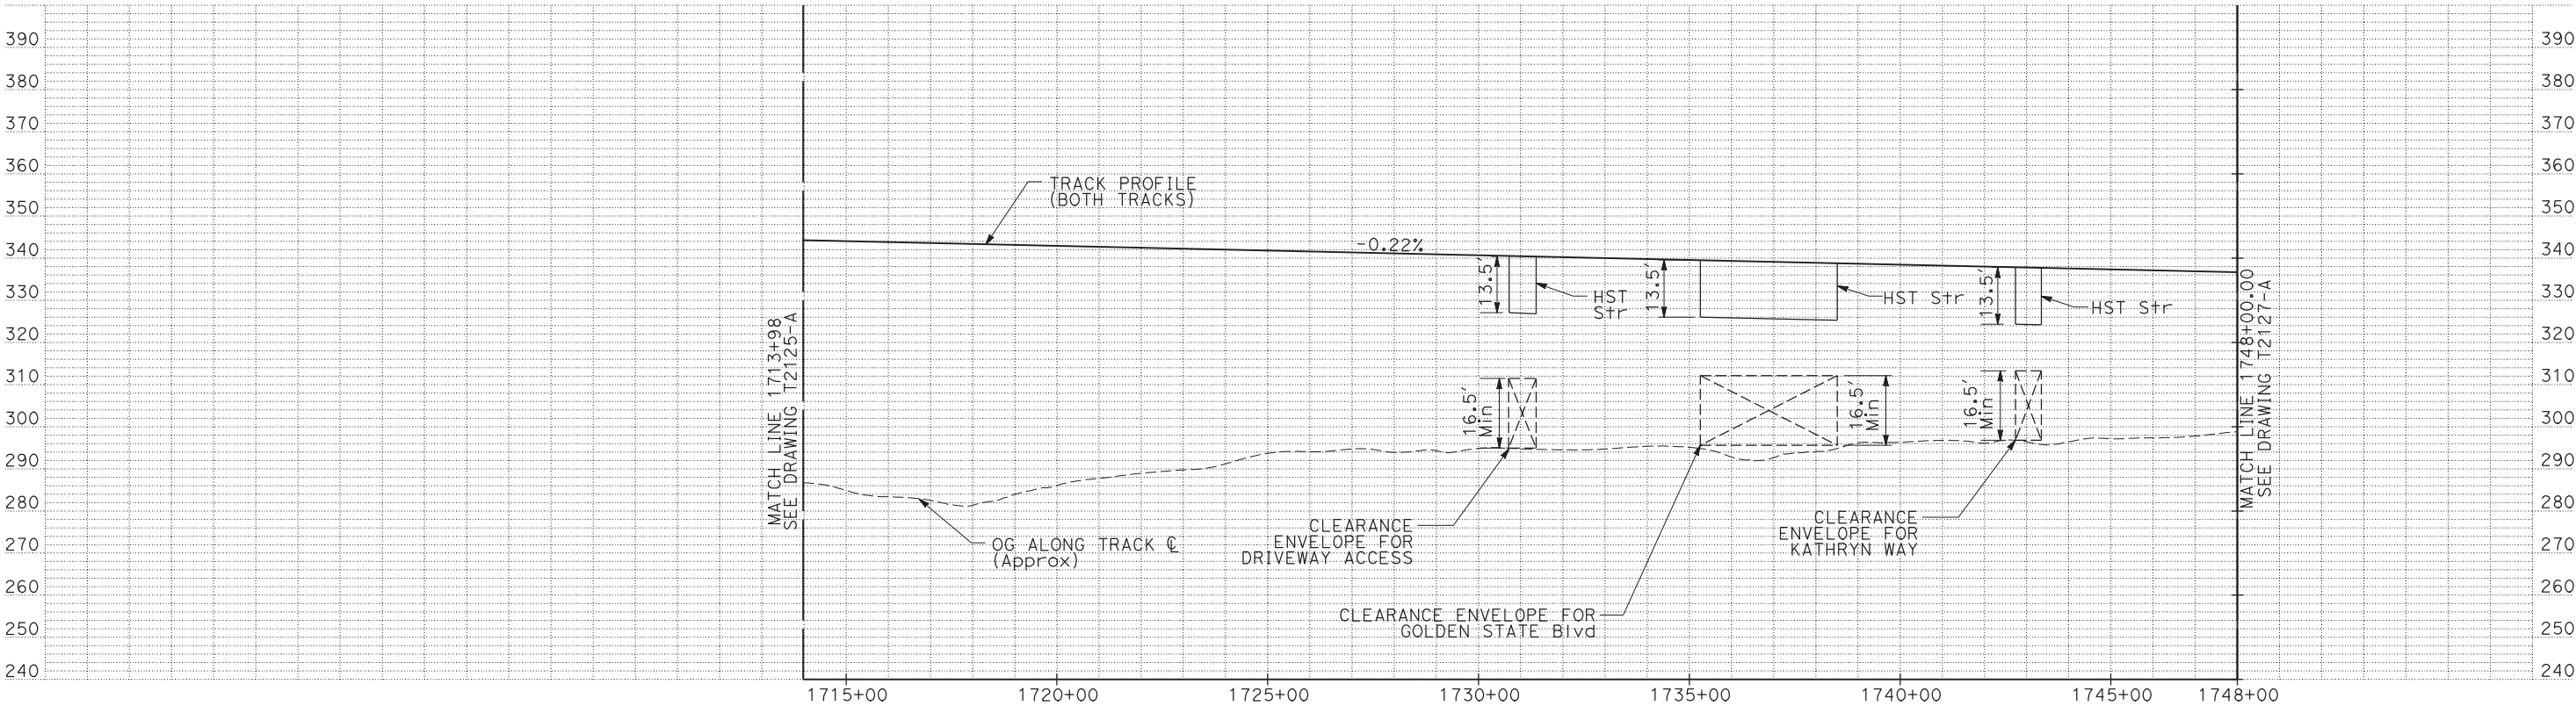 390
390
380
380
370
370
360
360
TRACK PROFILE
(BOTH TRACKS)
350
350
340
340
-0.22%
330
330
13.5'
HST
Str
13.5'
HST Str
13.5'
HST Str
320
320
310
310
300
300
16.5'
Min
16.5'
Min
16.5'
Min
MATCH LINE 1713+98
SEE DRAWING T2125-A
MATCH LINE 1748+00.00
SEE DRAWING T2127-A
290
290
280
280
CLEARANCE
ENVELOPE FOR
DRIVEWAY ACCESS
CLEARANCE
ENVELOPE FOR
KATHRYN WAY
270
270
OG ALONG TRACK ℄
(Approx)
260
260
CLEARANCE ENVELOPE FOR
GOLDEN STATE Blvd
250
250
240
240
1715+00
1720+00
1725+00
1730+00
1735+00
1740+00
1745+00
1748+00